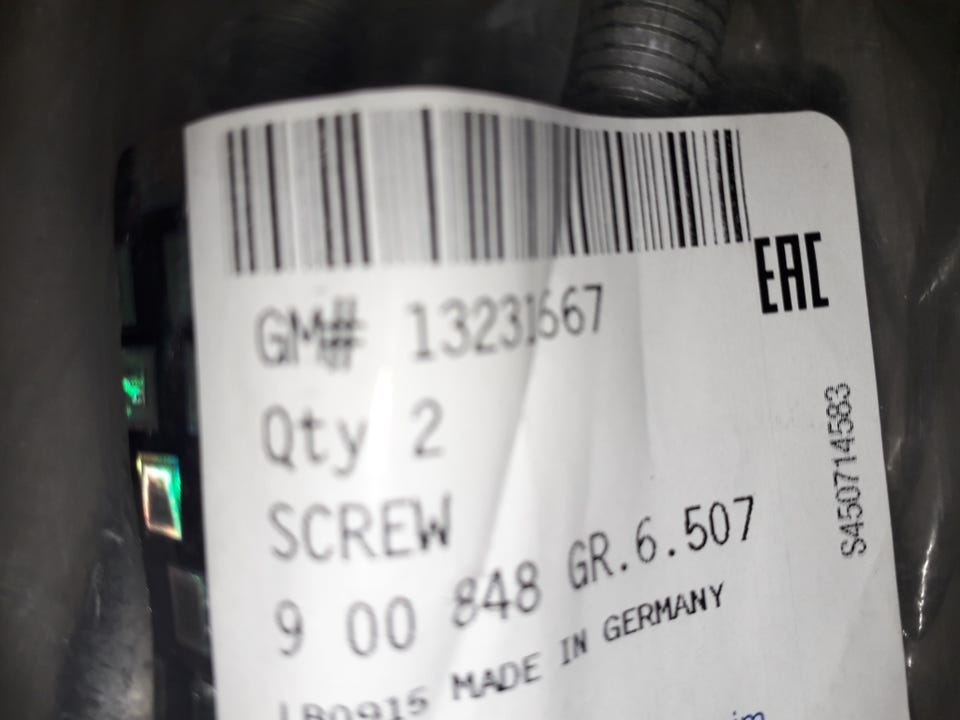 EAC
GM# 13231667
Qty 2
SCREW
9 00 848 GR.6.507
LB0915 MADE IN GERMANY
S450714583